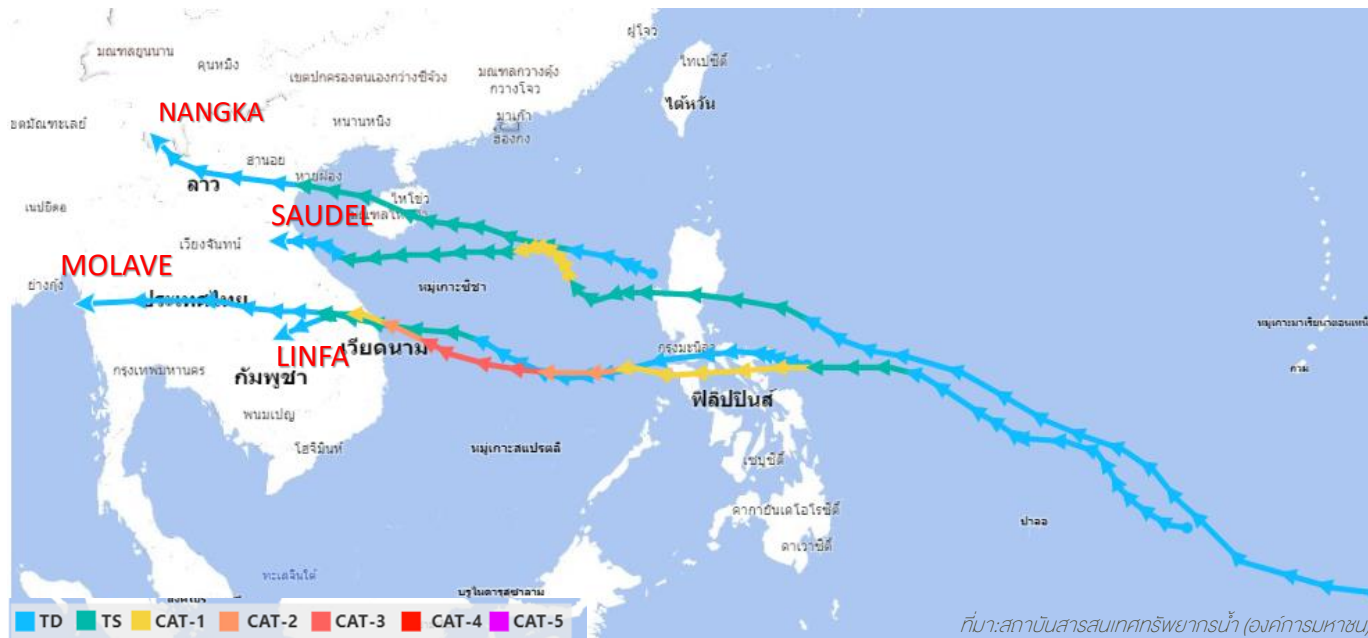 ฝูโจว
มณฑลยูนนาน
คุนหมิง
ไทเปซิตี้
เขตปกครองตนเองกว่างซีจ้วง
มณฑลกวางตุ้ง
กวางโจว
ไต้หวัน
NANGKA
มาเก๊า
ฮ่องกง
หนานหนิง
ฮานอย
หายฟอง
ลาว
ไหโข่ว
เนปยีดอ
SAUDEL
เวียงจันทน์
MOLAVE
ย่างกุ้ง
หมู่เกาะซีชา
ประเทศไทย
กรุงมะนิลา
เวียดนาม
LINFA
กรุงเทพมหานคร
กัมพูชา
กวม
ฟิลิปปินส์
พนมเปญ
โฮจิมินห์
หมู่เกาะสแปรตลี
เซบูซิตี้
คากายันเดโอโรซิตี้
ปาลอ
ดาเวาซิตี้
TD TS CAT-1 CAT-2 CAT-3 CAT-4 CAT-5
ที่มา:สถาบันสารสนเทศทรัพยากรน้ำ (องค์การมหาชน